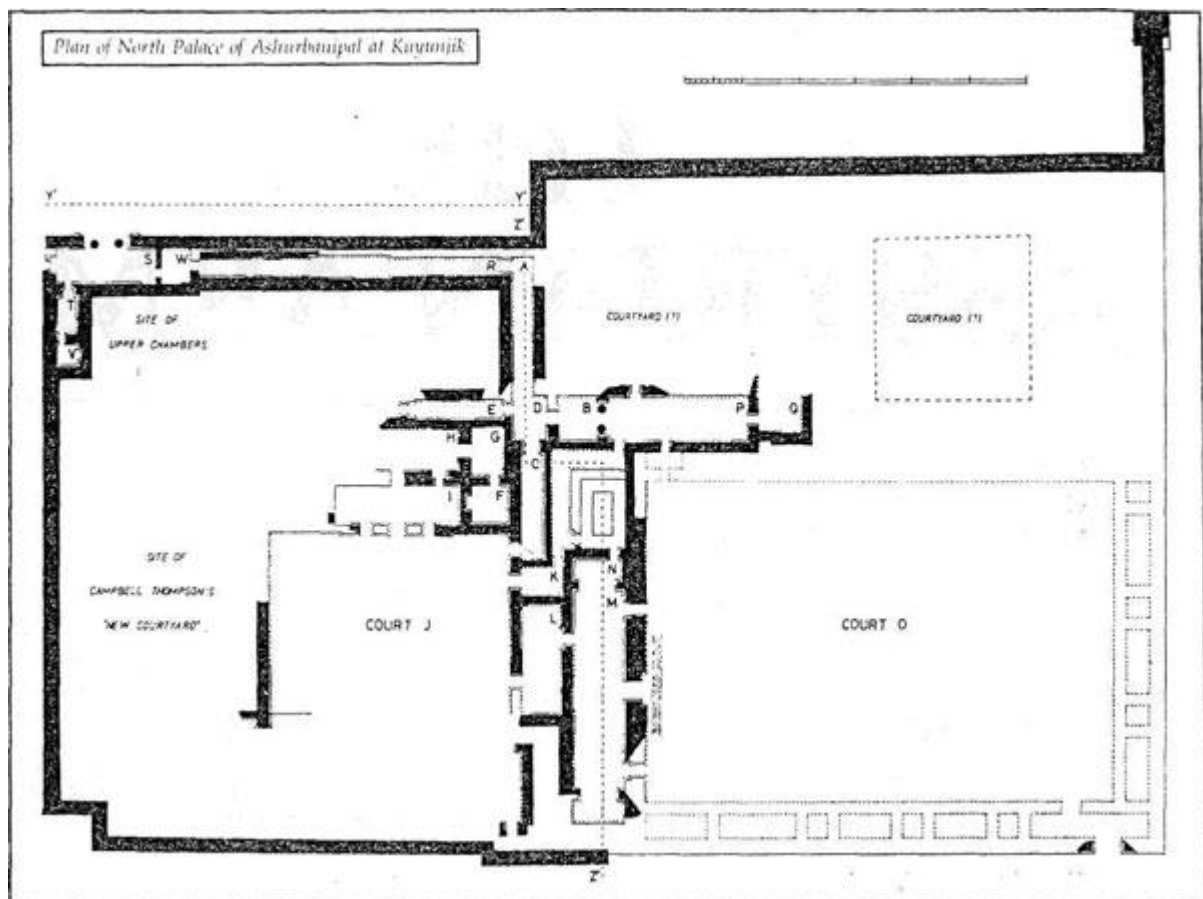 Plan of North Palace of Ashurbanipal at Kuyunjik
Y' Y'
Z'
S W R A
T
SITE OF
UPPER CHAMBERS
V'
COURTYARD (?)
COURTYARD (?)
E D B P Q
H G
C
I F
SITE OF
CAMPBELL THOMPSON'S
"NEW COURTYARD"
K N
M
L
COURT J
COURT O
Z'